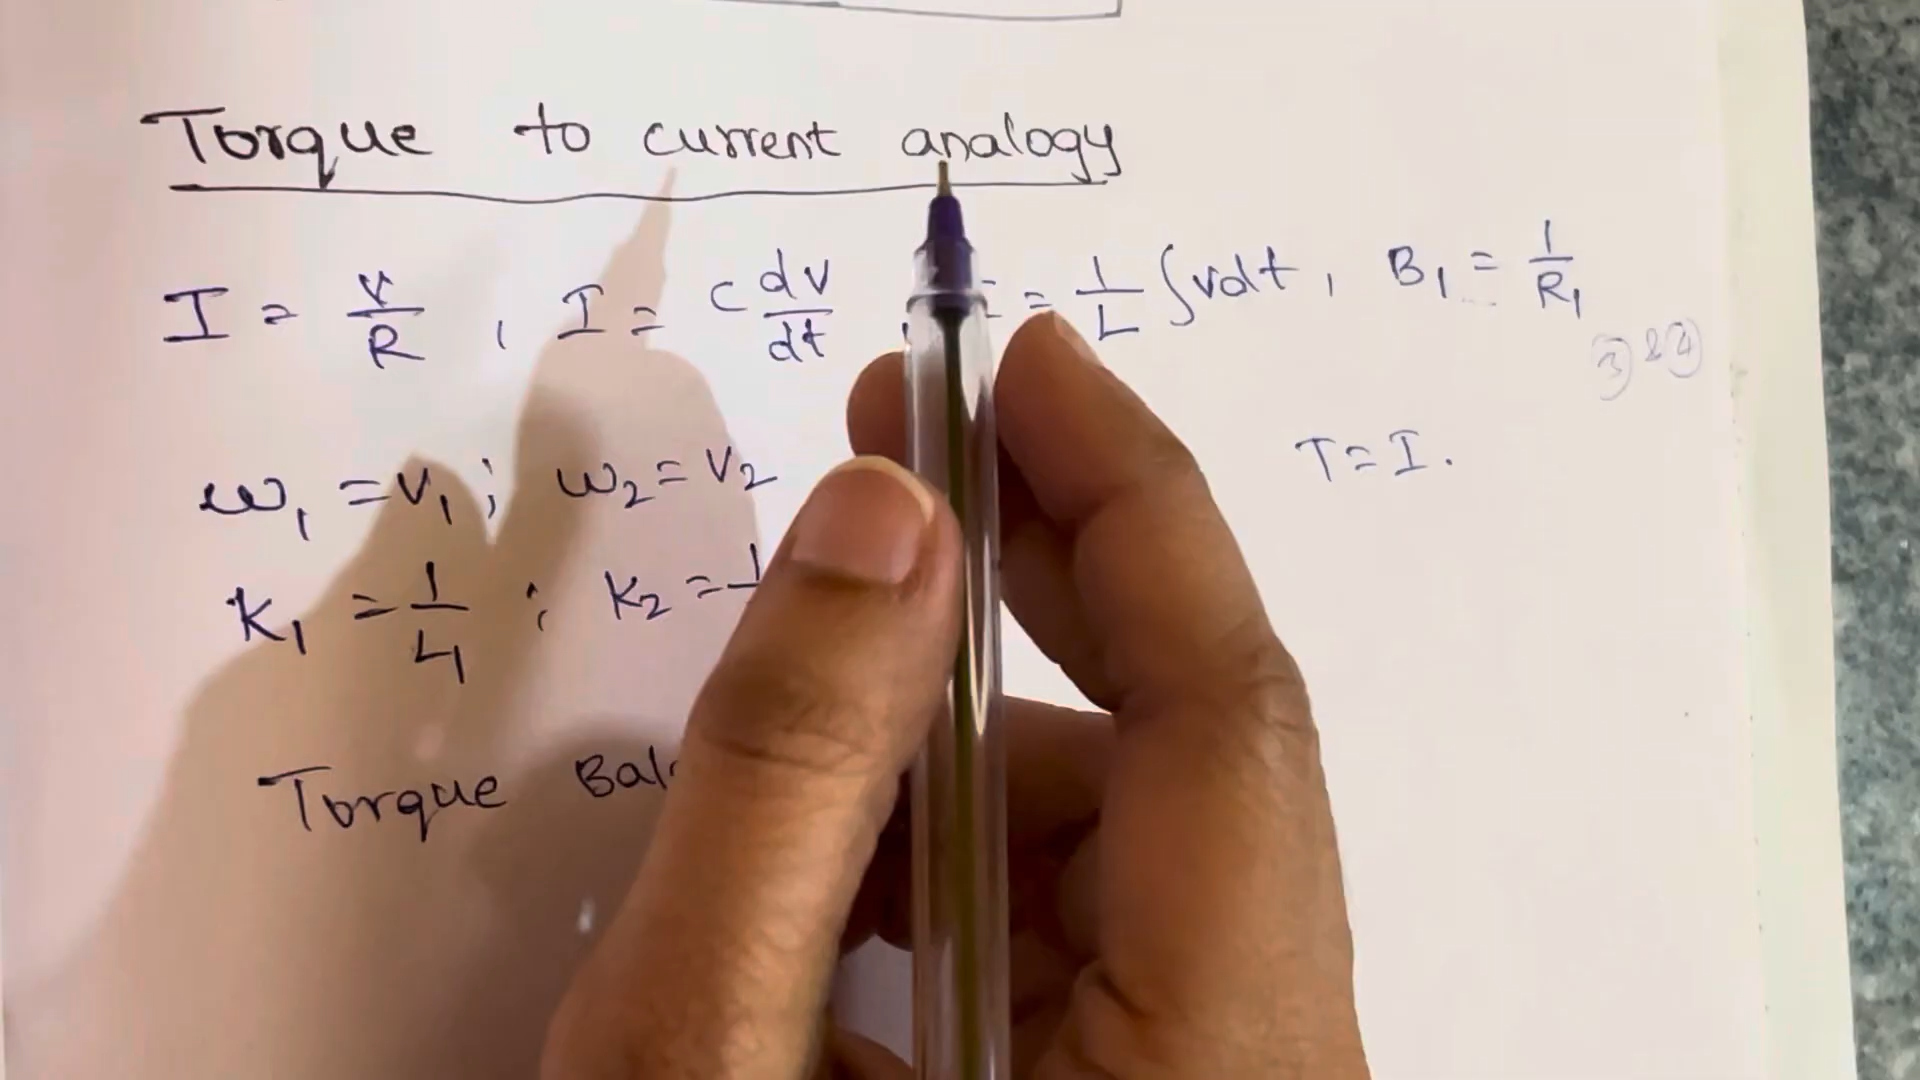 Torque to current analogy
I = V/R , I = C dv/dt , = 1/L ∫vdt , B1 = 1/R1
3 & 4
ω1 = V1 ; ω2 = V2 T = I .
K1 = 1/L1 ; K2 = 1
Torque